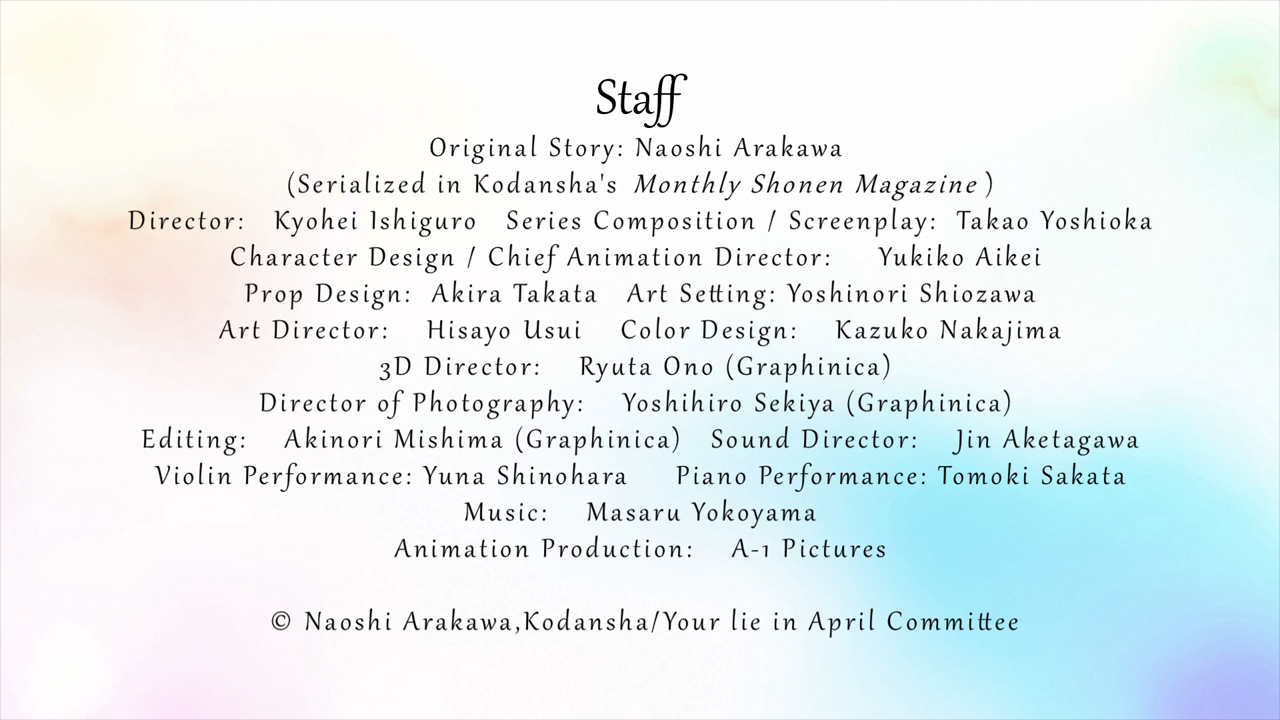 Staff
Original Story: Naoshi Arakawa
(Serialized in Kodansha's Monthly Shonen Magazine )
Director: Kyohei Ishiguro Series Composition / Screenplay: Takao Yoshioka
Character Design / Chief Animation Director: Yukiko Aikei
Prop Design: Akira Takata Art Setting: Yoshinori Shiozawa
Art Director: Hisayo Usui Color Design: Kazuko Nakajima
3D Director: Ryuta Ono (Graphinica)
Director of Photography: Yoshihiro Sekiya (Graphinica)
Editing: Akinori Mishima (Graphinica) Sound Director: Jin Aketagawa
Violin Performance: Yuna Shinohara Piano Performance: Tomoki Sakata
Music: Masaru Yokoyama
Animation Production: A-1 Pictures
© Naoshi Arakawa,Kodansha/Your lie in April Committee